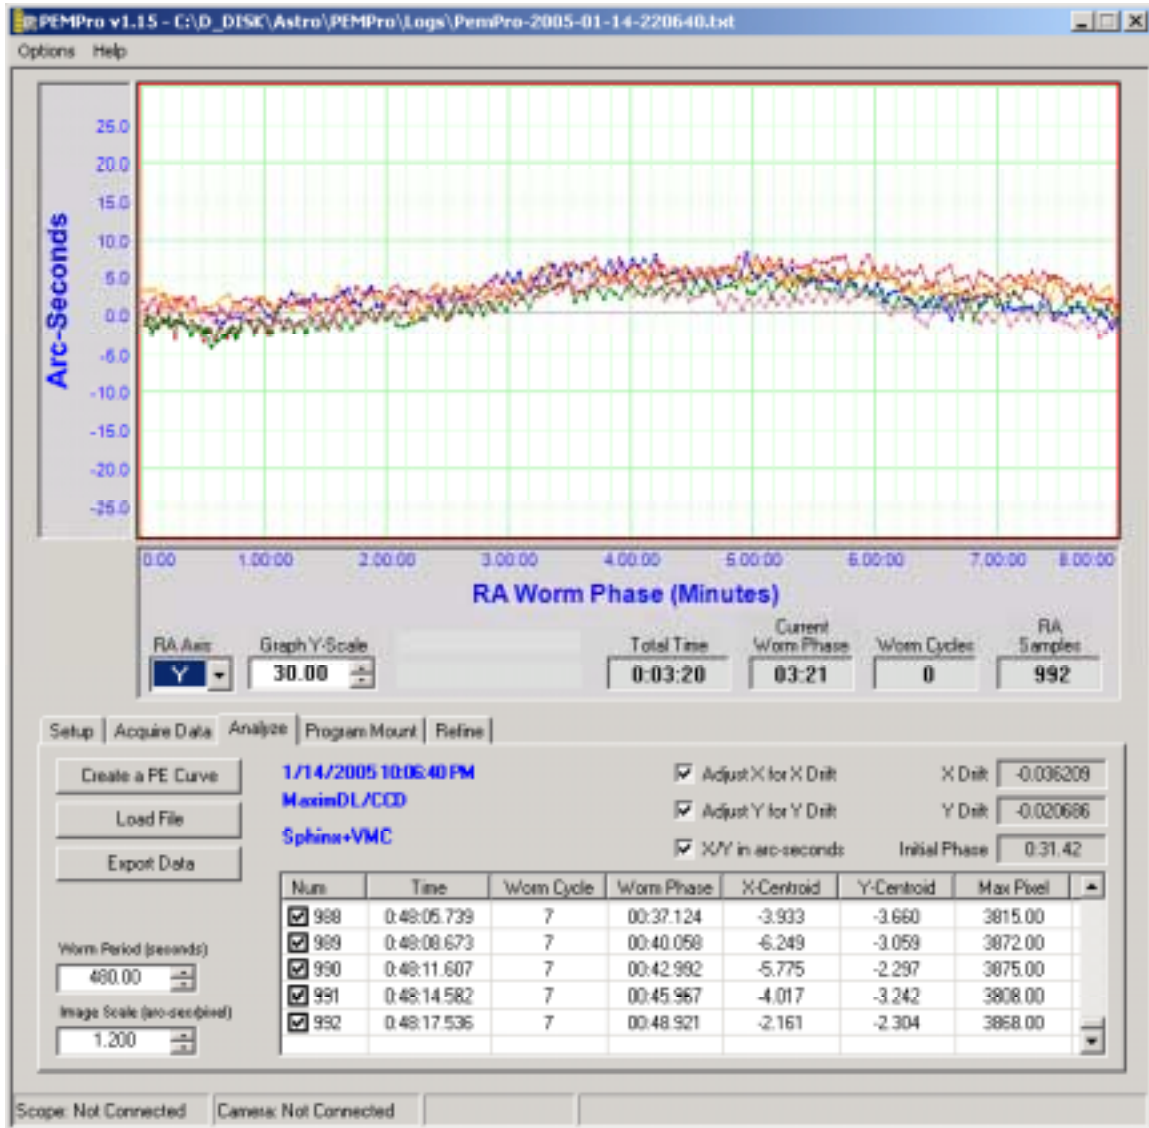 PEMPro v1.15 - C:\D_DISK\Astro\PEMPro\Logs\PemPro-2005-01-14-220640.txt
Options Help
25.0
20.0
15.0
10.0
5.0
0.0
-5.0
-10.0
-15.0
-20.0
-25.0
Arc-Seconds
0:00 1:00:00 2:00:00 3:00:00 4:00:00 5:00:00 6:00:00 7:00:00 8:00:00
RA Worm Phase (Minutes)
RA Axis Graph Y-Scale Total Time Current Worm Phase Worm Cycles RA Samples
Y 30.00 0:03:20 03:21 0 992
Setup Acquire Data Analyze Program Mount Refine
Create a PE Curve
Load File
Export Data
1/14/2005 10:06:40 PM
MaximDL/CCD
Sphinx+VMC
Adjust X for X Drift X Drift -0.036209
Adjust Y for Y Drift Y Drift -0.020686
X/Y in arc-seconds Initial Phase 0:31.42
Num Time Worm Cycle Worm Phase X-Centroid Y-Centroid Max Pixel
988 0:48:05.739 7 00:37.124 -3.933 -3.660 3815.00
989 0:48:08.673 7 00:40.058 -6.249 -3.059 3872.00
990 0:48:11.607 7 00:42.992 -5.775 -2.297 3875.00
991 0:48:14.582 7 00:45.967 -4.017 -3.242 3808.00
992 0:48:17.536 7 00:48.921 -2.161 -2.304 3868.00
Worm Period (seconds)
480.00
Image Scale (arc-sec/pixel)
1.200
Scope: Not Connected Camera: Not Connected